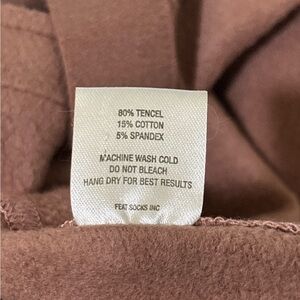 80% TENCEL
15% COTTON
5% SPANDEX
MACHINE WASH COLD
DO NOT BLEACH
HANG DRY FOR BEST RESULTS
FEAT SOCKS INC